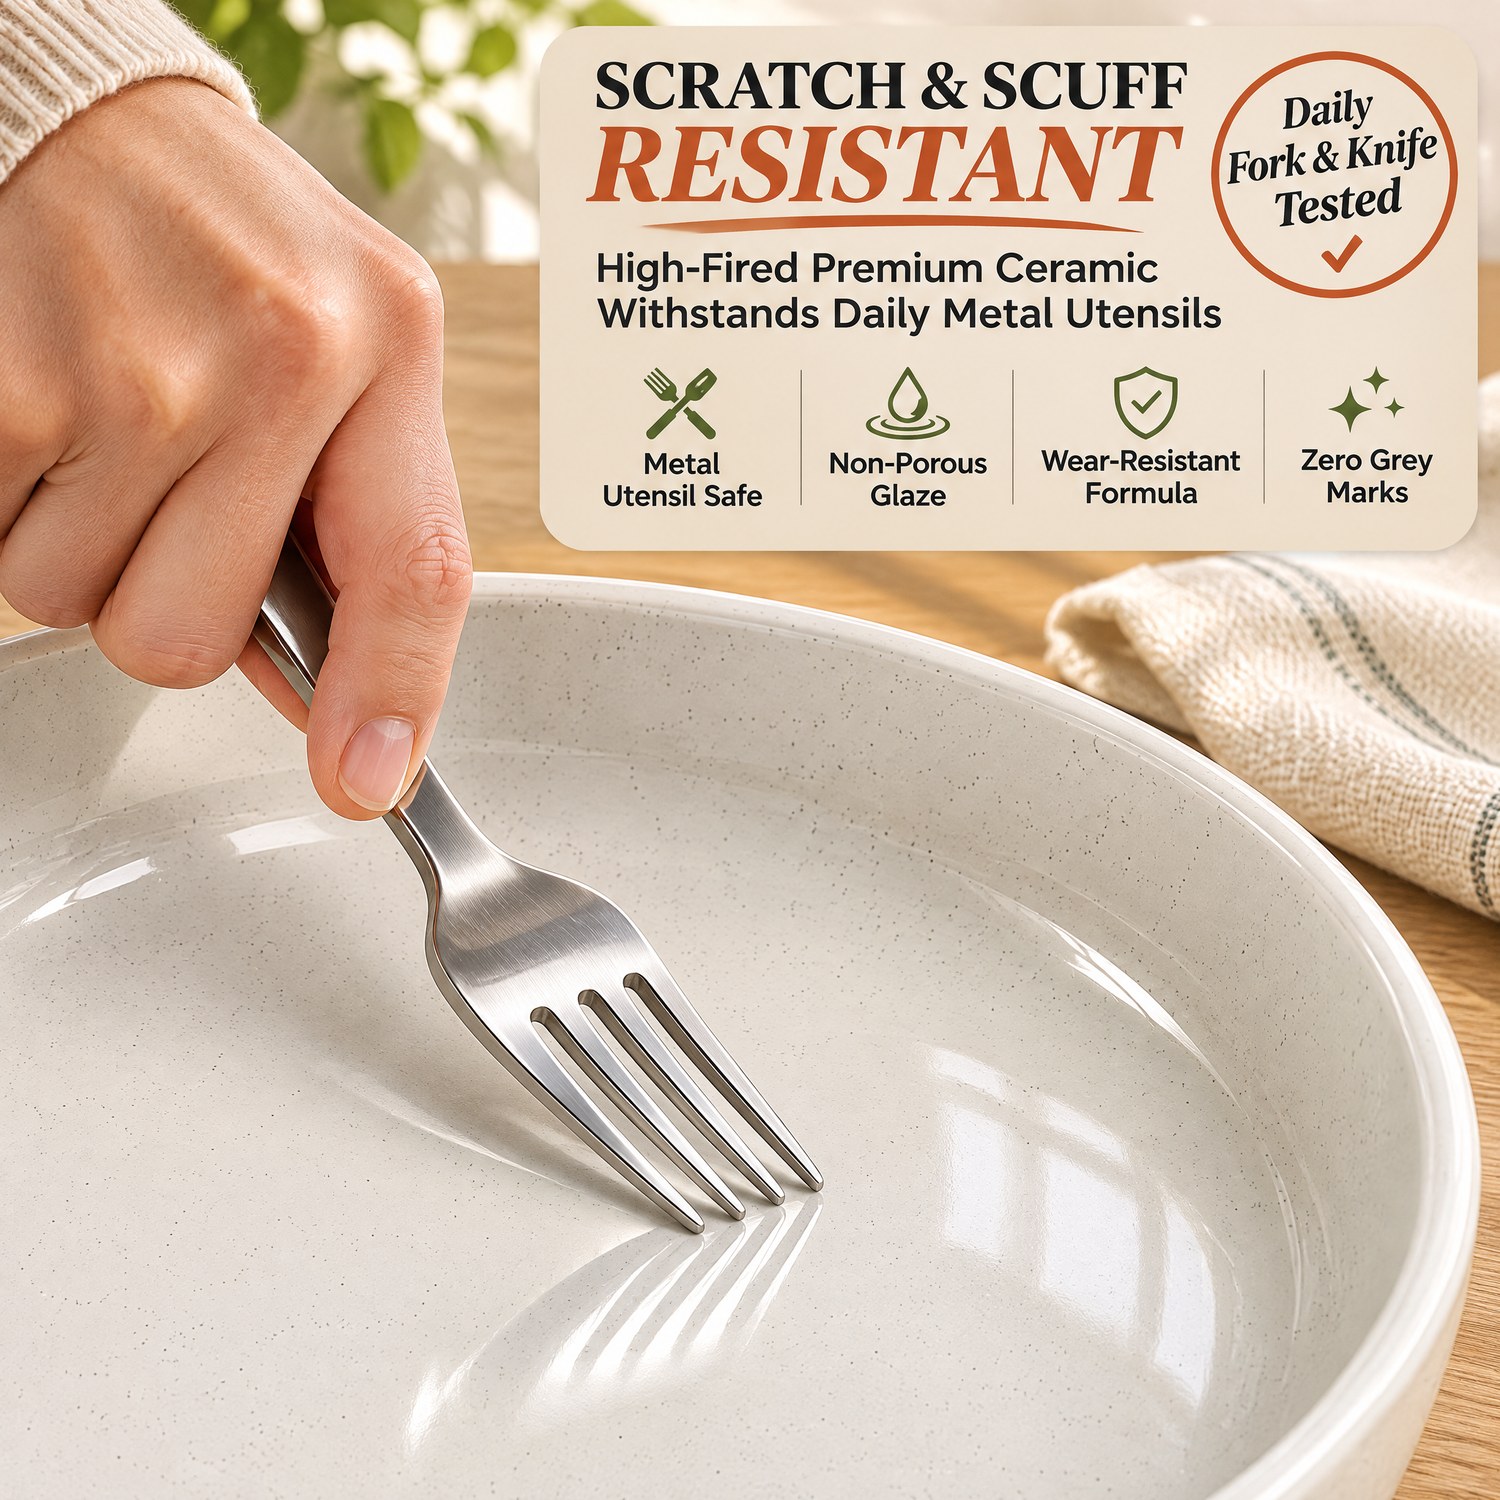 SCRATCH & SCUFF
RESISTANT
Daily
Fork & Knife
Tested
High-Fired Premium Ceramic
Withstands Daily Metal Utensils
Metal
Utensil Safe
Non-Porous
Glaze
Wear-Resistant
Formula
Zero Grey
Marks